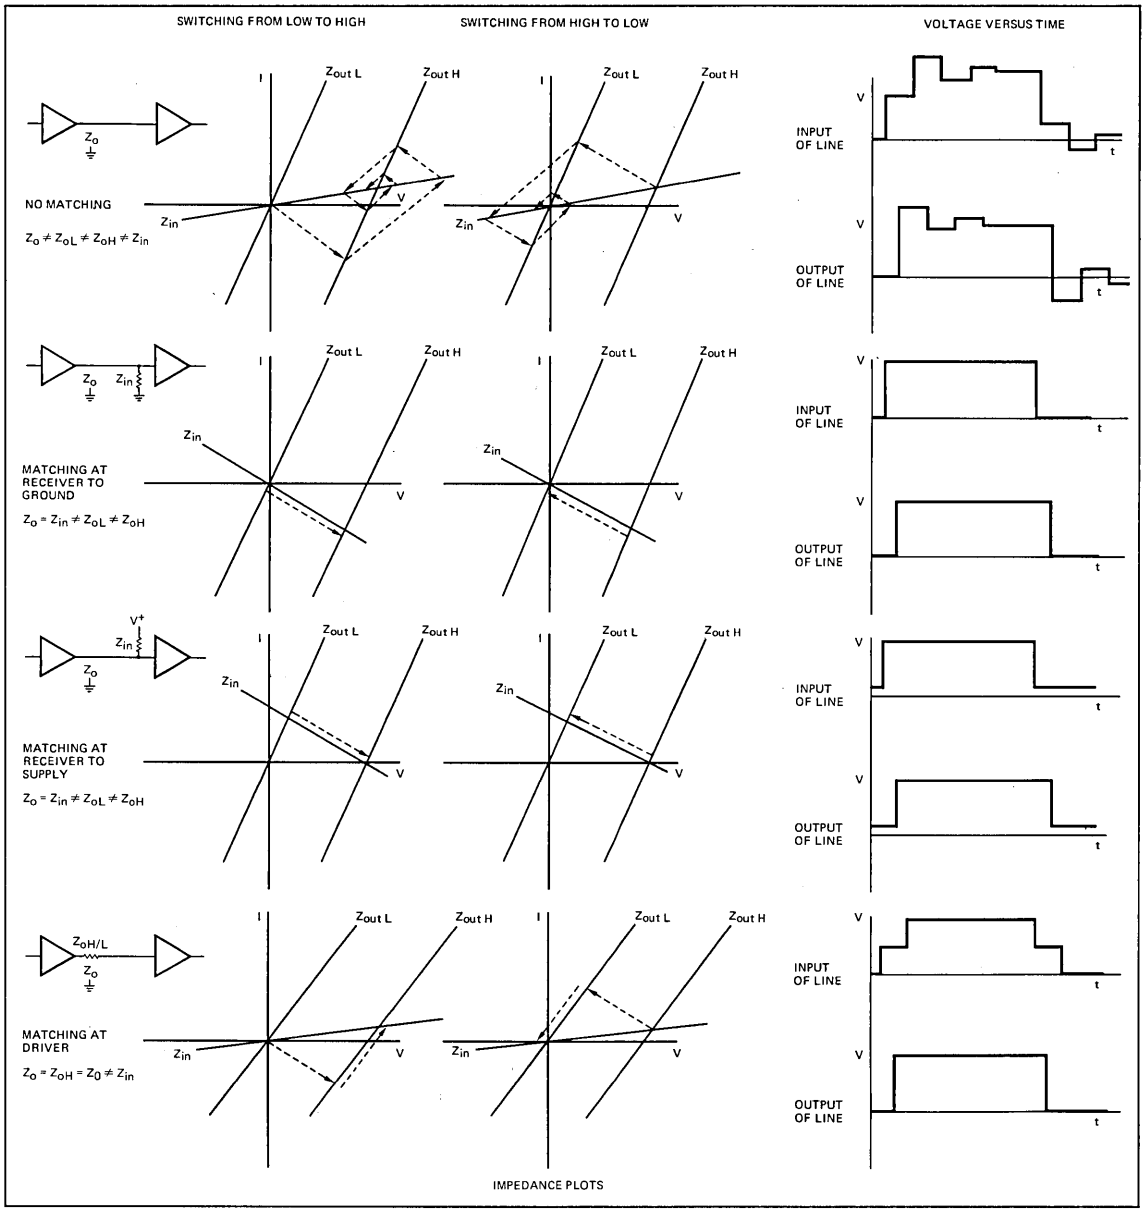 SWITCHING FROM LOW TO HIGH
SWITCHING FROM HIGH TO LOW
VOLTAGE VERSUS TIME
Zo
NO MATCHING
Zo ≠ ZoL ≠ ZoH ≠ Zin
I
Zout L
Zout H
V
Zin
I
Zout L
Zout H
V
Zin
V
INPUT
OF LINE
t
V
OUTPUT
OF LINE
t
Zo
Zin
MATCHING AT
RECEIVER TO
GROUND
Zo = Zin ≠ ZoL ≠ ZoH
I
Zout L
Zout H
Zin
V
I
Zout L
Zout H
Zin
V
V
INPUT
OF LINE
t
V
OUTPUT
OF LINE
t
V+
Zin
Zo
MATCHING AT
RECEIVER TO
SUPPLY
Zo = Zin ≠ ZoL ≠ ZoH
I
Zout L
Zout H
Zin
V
I
Zout L
Zout H
Zin
V
V
INPUT
OF LINE
t
V
OUTPUT
OF LINE
t
ZoH/L
Zo
MATCHING AT
DRIVER
Zo = ZoH = Z0 ≠ Zin
I
Zout L
Zout H
Zin
V
I
Zout L
Zout H
Zin
V
V
INPUT
OF LINE
t
V
OUTPUT
OF LINE
t
IMPEDANCE PLOTS